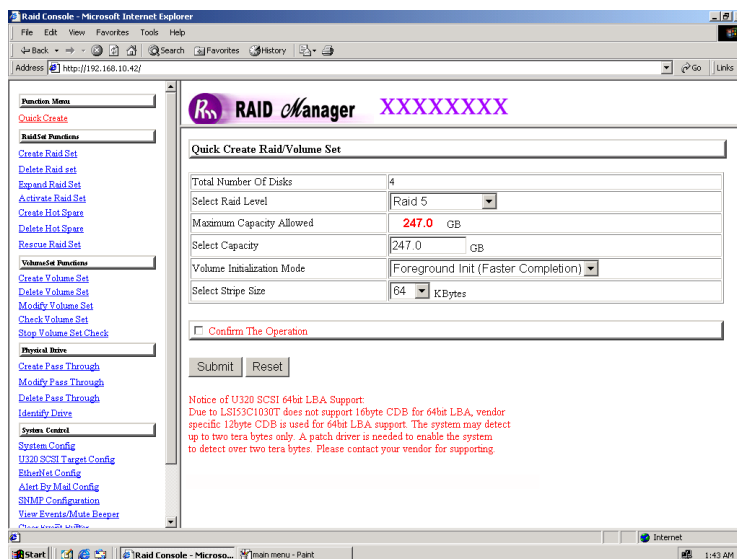 Raid Console - Microsoft Internet Explorer
File Edit View Favorites Tools Help
Back Search Favorites History
Address http://192.168.10.42/ Go Links
Function Menu
Quick Create
RaidSet Functions
Create Raid Set
Delete Raid set
Expand Raid Set
Activate Raid Set
Create Hot Spare
Delete Hot Spare
Rescue Raid Set
VolumeSet Functions
Create Volume Set
Delete Volume Set
Modify Volume Set
Check Volume Set
Stop Volume Set Check
Physical Drive
Create Pass Through
Modify Pass Through
Delete Pass Through
Identify Drive
System Control
System Config
U320 SCSI Target Config
EtherNet Config
Alert By Mail Config
SNMP Configuration
View Events/Mute Beeper
Clear Event Buffer
RM RAID Manager XXXXXXXX
Quick Create Raid/Volume Set
Total Number Of Disks 4
Select Raid Level Raid 5
Maximum Capacity Allowed 247.0 GB
Select Capacity 247.0 GB
Volume Initialization Mode Foreground Init (Faster Completion)
Select Stripe Size 64 KBytes
Confirm The Operation
Submit Reset
Notice of U320 SCSI 64bit LBA Support:
Due to LSI53C1030T does not support 16byte CDB for 64bit LBA, vendor
specific 12byte CDB is used for 64bit LBA support. The system may detect
up to two tera bytes only. A patch driver is needed to enable the system
to detect over two tera bytes. Please contact your vendor for supporting.
Internet
Start Raid Console - Microso... main menu - Paint 1:43 AM